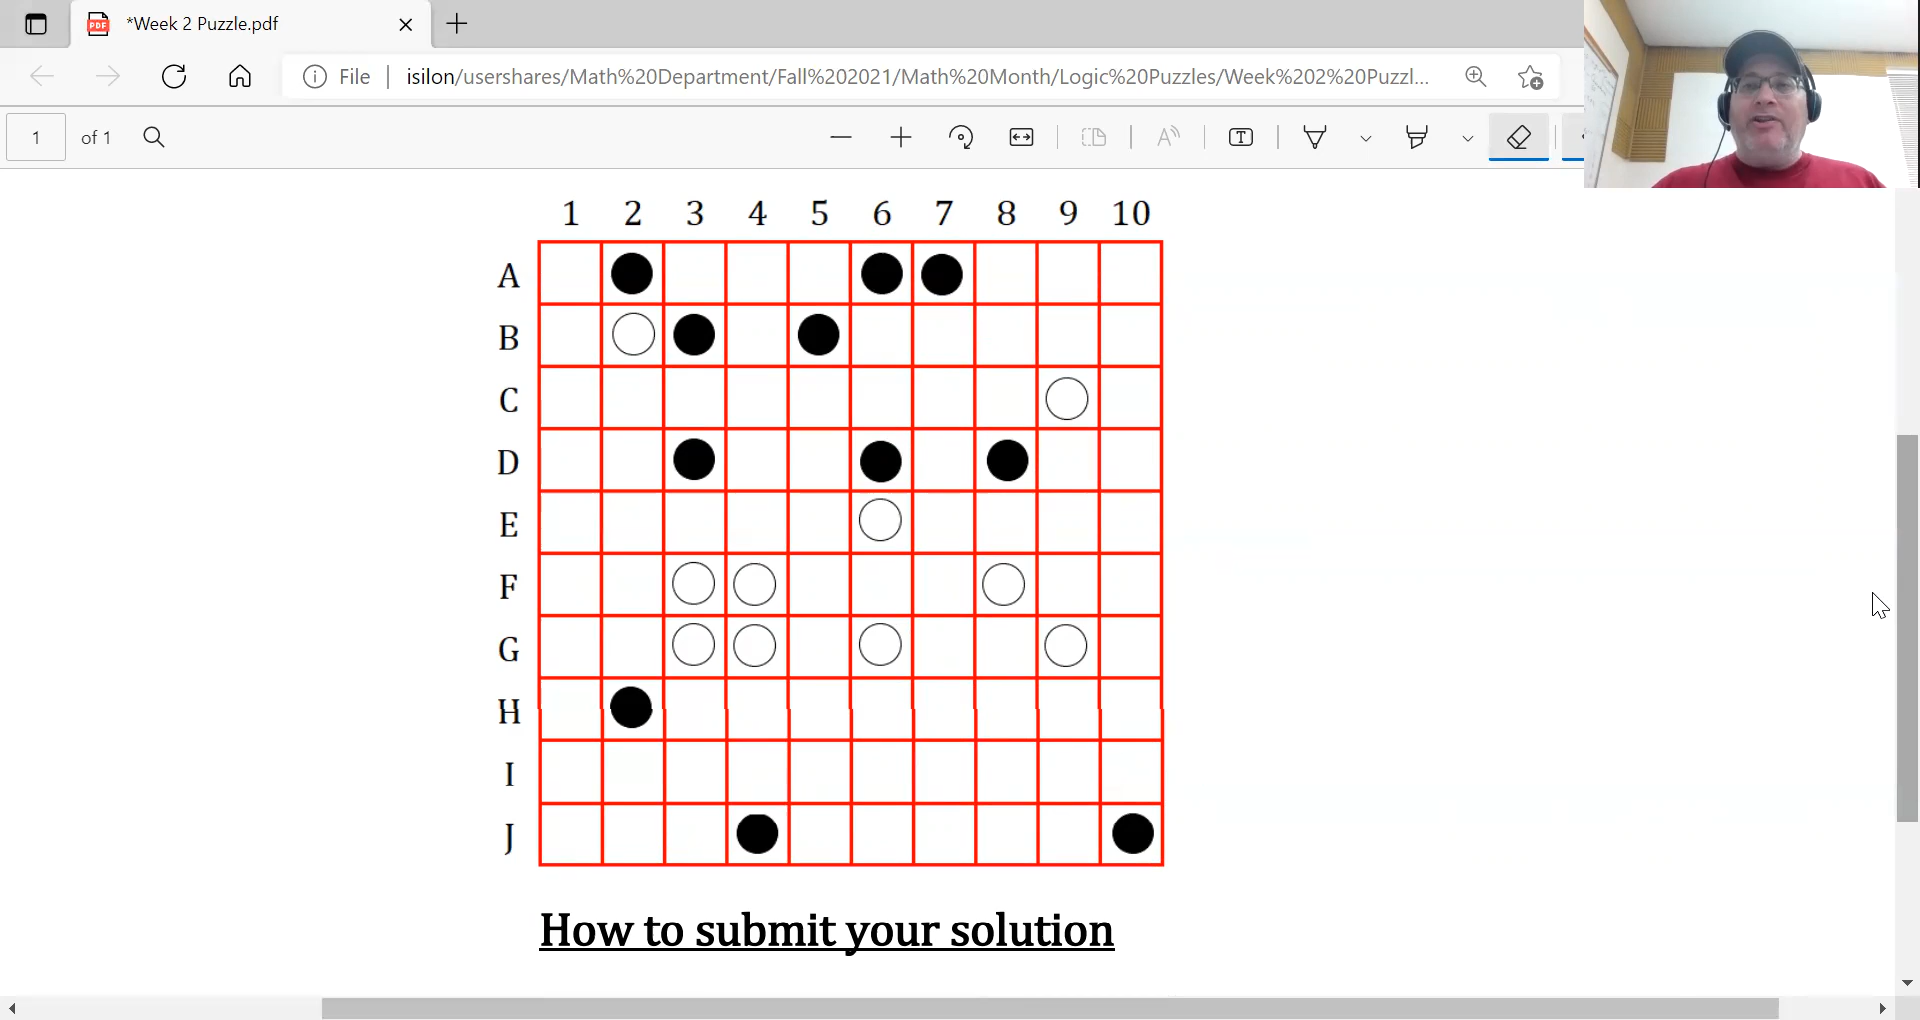 *Week 2 Puzzle.pdf
File isilon/usershares/Math%20Department/Fall%202021/Math%20Month/Logic%20Puzzles/Week%202%20Puzzl...
1 of 1
1 2 3 4 5 6 7 8 9 10
A
B
C
D
E
F
G
H
I
J
How to submit your solution